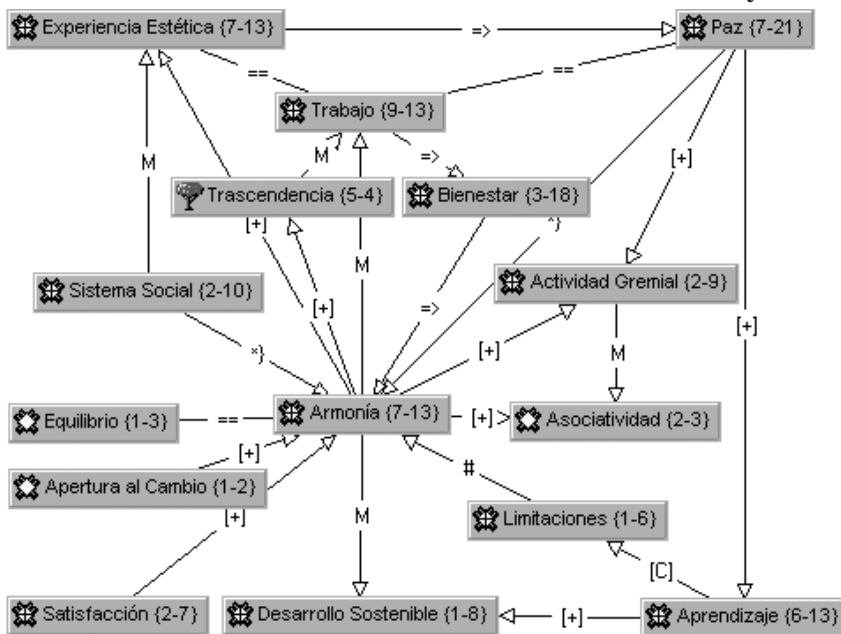 Experiencia Estética {7-13}
=>
Paz {7-21}
==
==
Trabajo {9-13}
M
M
=>
[+]
Trascendencia {5-4}
Bienestar {3-18}
[+]
*}
M
Sistema Social {2-10}
Actividad Gremial {2-9}
[+]
=>
[+]
*}
[+]
M
Equilibrio {1-3}
==
Armonía {7-13}
[+]
Asociatividad {2-3}
[+]
Apertura al Cambio {1-2}
#
[+]
M
Limitaciones {1-6}
[C]
Satisfacción {2-7}
Desarrollo Sostenible {1-8}
[+]
Aprendizaje {6-13}